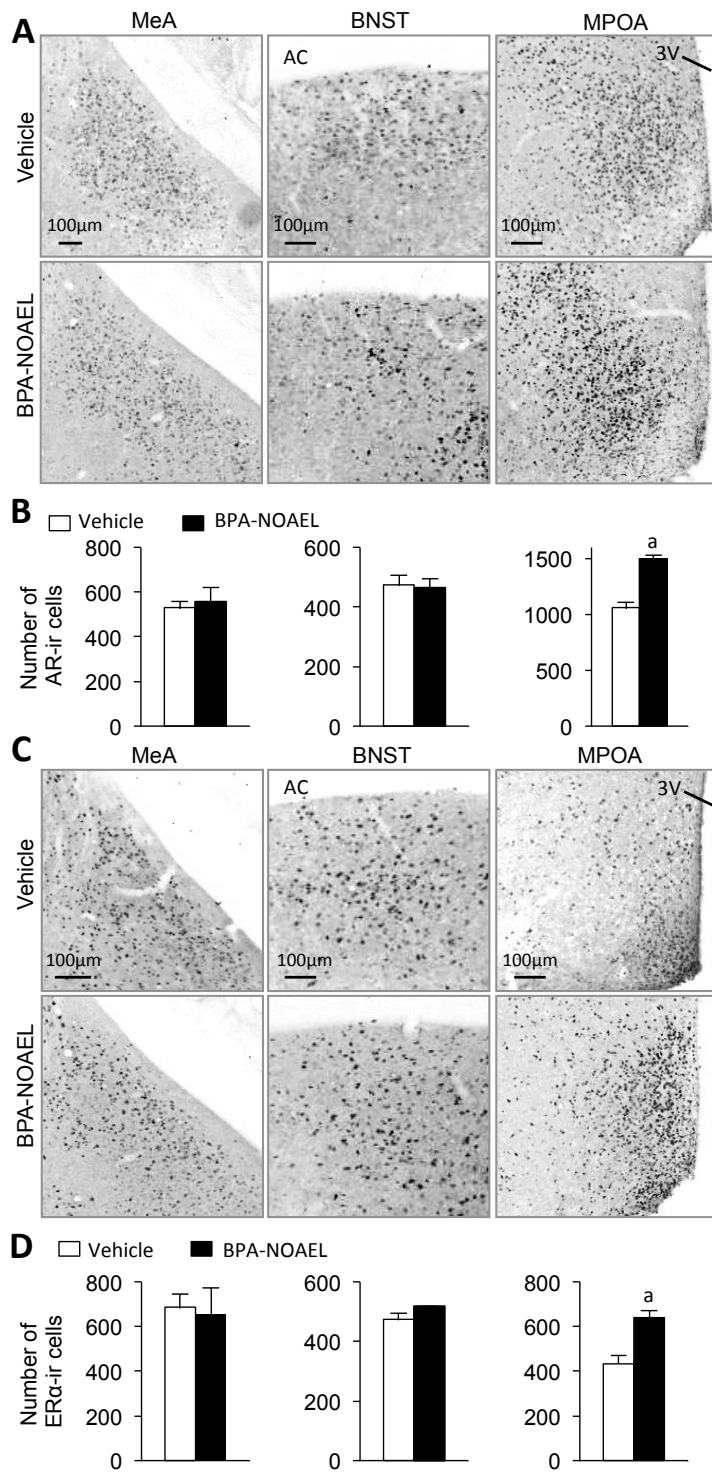 A
MeA BNST MPOA
Vehicle
AC
3V
100µm
100µm
100µm
BPA-NOAEL
B
Vehicle BPA-NOAEL
Number of
AR-ir cells
800
600
400
200
0
600
400
200
0
a
1500
1000
500
0
C
MeA BNST MPOA
Vehicle
AC
3V
100µm
100µm
100µm
BPA-NOAEL
D
Vehicle BPA-NOAEL
Number of
ERα-ir cells
800
600
400
200
0
600
400
200
0
a
800
600
400
200
0